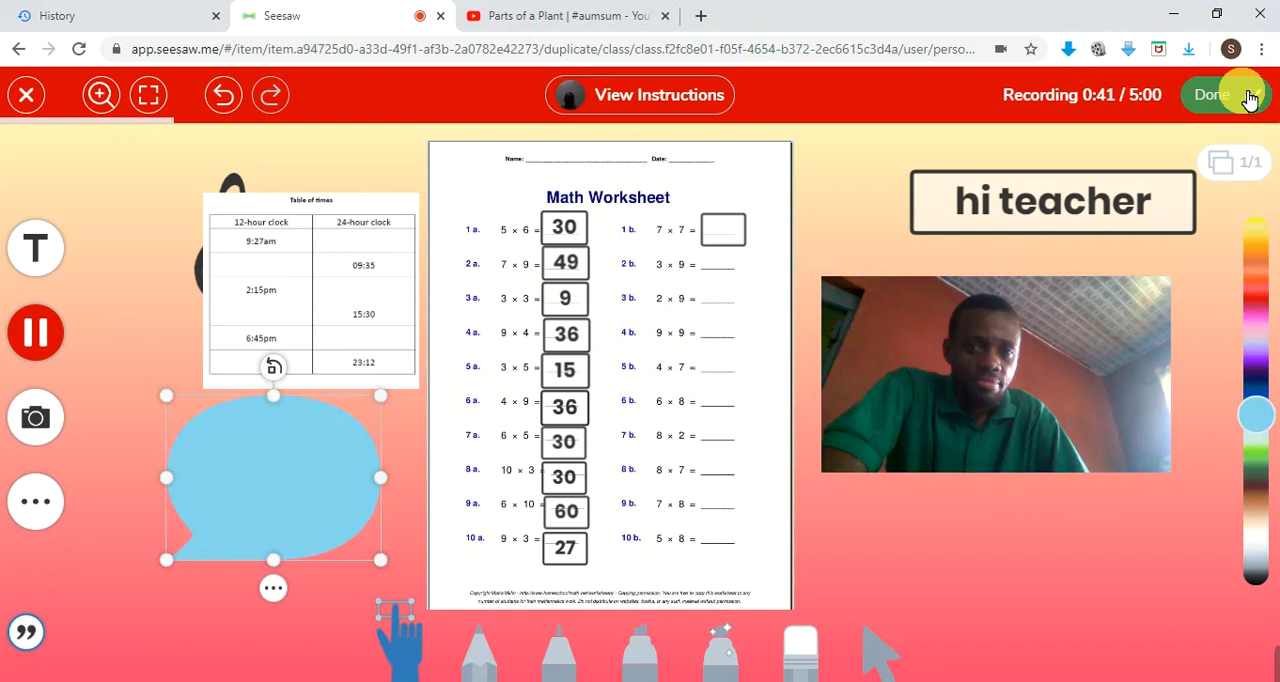 History
Seesaw
Parts of a Plant | #aumsum - You
app.seesaw.me/#/item/item.a94725d0-a33d-49f1-af3b-2a0782e42273/duplicate/class/class.f2fc8e01-f05f-4654-b372-2ec6615c3d4a/user/perso...
S
View Instructions
Recording 0:41 / 5:00
Done
1/1
T
hi teacher
Table of times
12-hour clock 24-hour clock
9:27am
09:35
2:15pm
15:30
6:45pm
23:12
Name: Date:
Math Worksheet
1 a. 5 × 6 = 30 1 b. 7 × 7 =
2 a. 7 × 9 = 49 2 b. 3 × 9 =
3 a. 3 × 3 = 9 3 b. 2 × 9 =
4 a. 9 × 4 = 36 4 b. 9 × 9 =
5 a. 3 × 5 = 15 5 b. 4 × 7 =
6 a. 4 × 9 = 36 6 b. 6 × 8 =
7 a. 6 × 5 = 30 7 b. 8 × 2 =
8 a. 10 × 3 30 8 b. 8 × 7 =
9 a. 6 × 10 = 60 9 b. 7 × 8 =
10 a. 9 × 3 = 27 10 b. 5 × 8 =